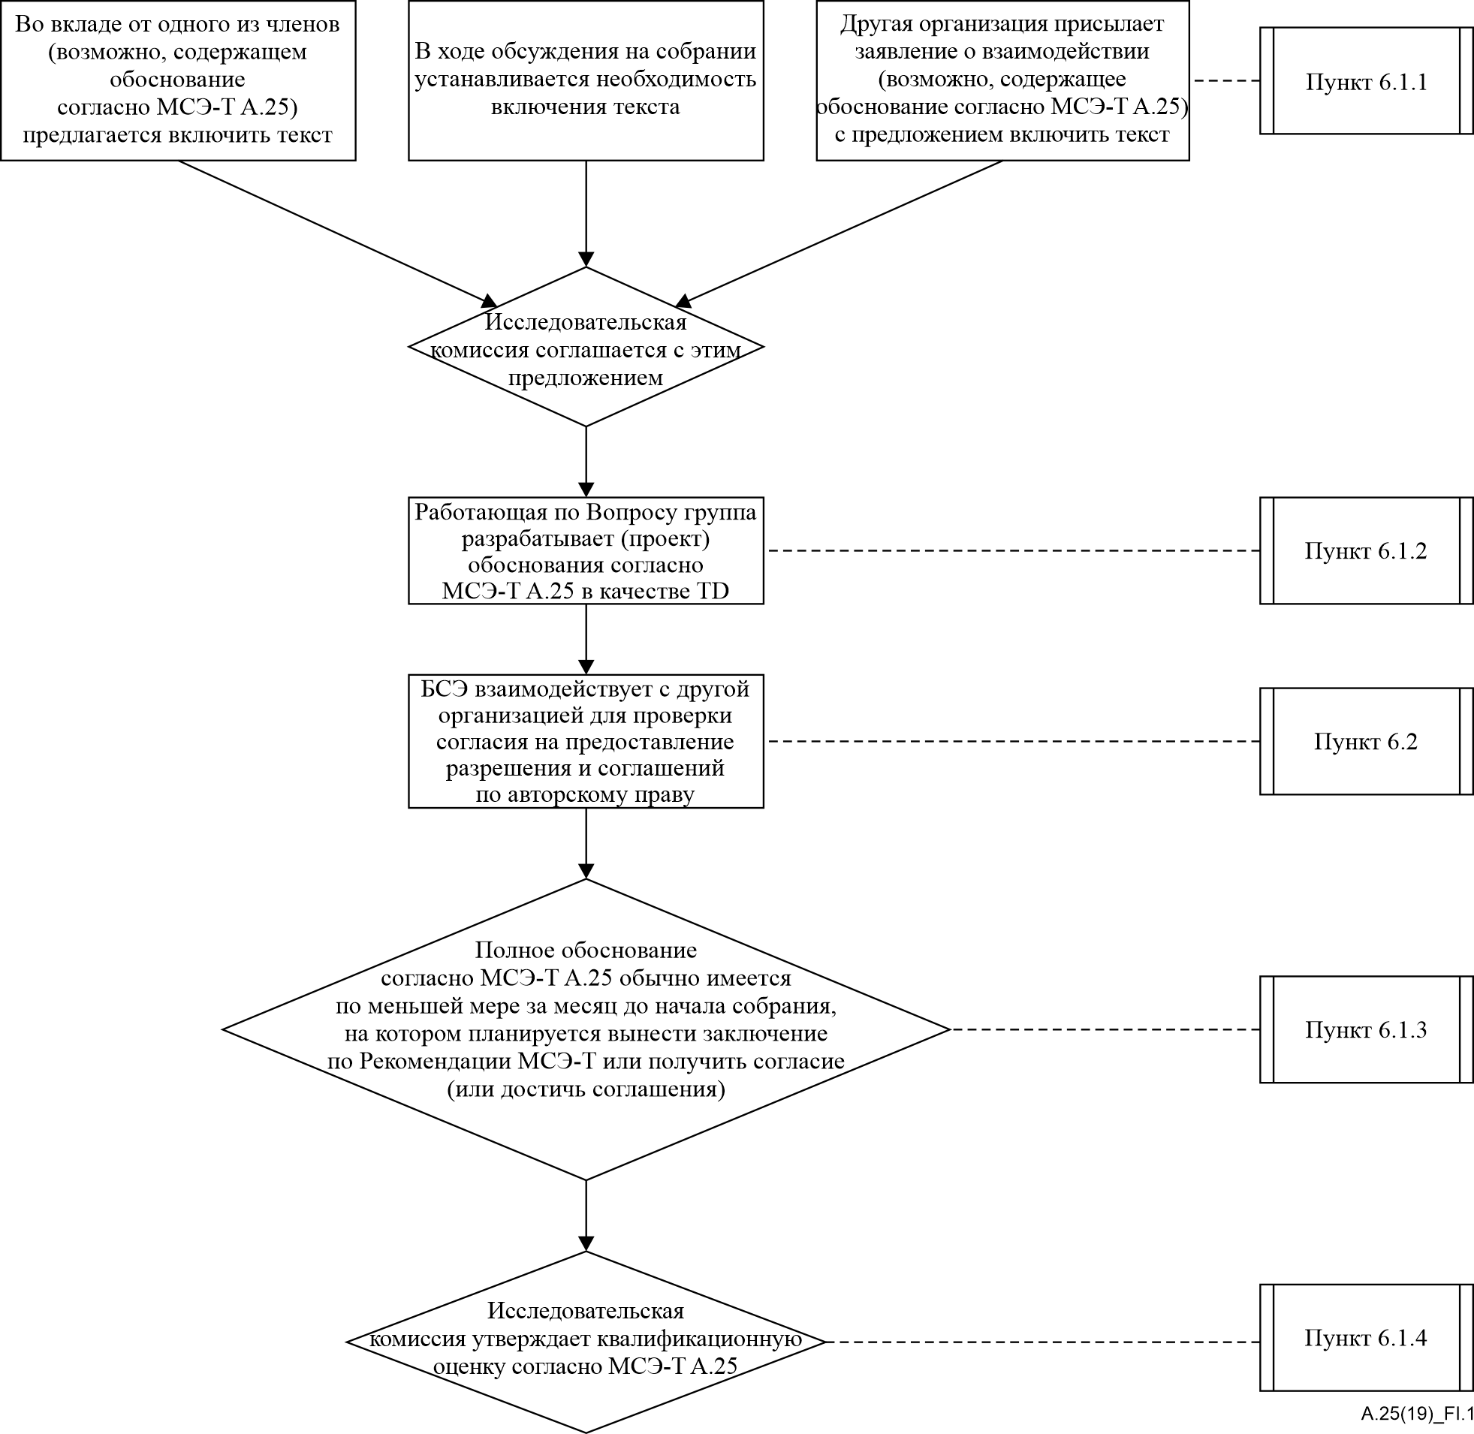 Во вкладе от одного из членов
(возможно, содержащем
обоснование
согласно МСЭ-Т А.25)
предлагается включить текст
В ходе обсуждения на собрании
устанавливается необходимость
включения текста
Другая организация присылает
заявление о взаимодействии
(возможно, содержащее
обоснование согласно МСЭ-Т А.25)
с предложением включить текст
Пункт 6.1.1
Исследовательская
комиссия соглашается с этим
предложением
Работающая по Вопросу группа
разрабатывает (проект)
обоснования согласно
МСЭ-Т А.25 в качестве TD
Пункт 6.1.2
БСЭ взаимодействует с другой
организацией для проверки
согласия на предоставление
разрешения и соглашений
по авторскому праву
Пункт 6.2
Полное обоснование
согласно МСЭ-Т А.25 обычно имеется
по меньшей мере за месяц до начала собрания,
на котором планируется вынести заключение
по Рекомендации МСЭ-Т или получить согласие
(или достичь соглашения)
Пункт 6.1.3
Исследовательская
комиссия утверждает квалификационную
оценку согласно МСЭ-Т А.25
Пункт 6.1.4
A.25(19)_FI.1